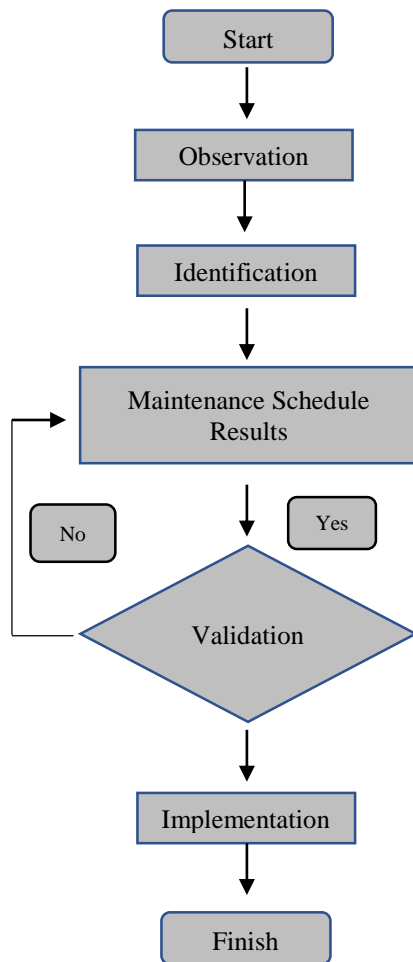 Start
Observation
Identification
Maintenance Schedule
Results
No
Yes
Validation
Implementation
Finish